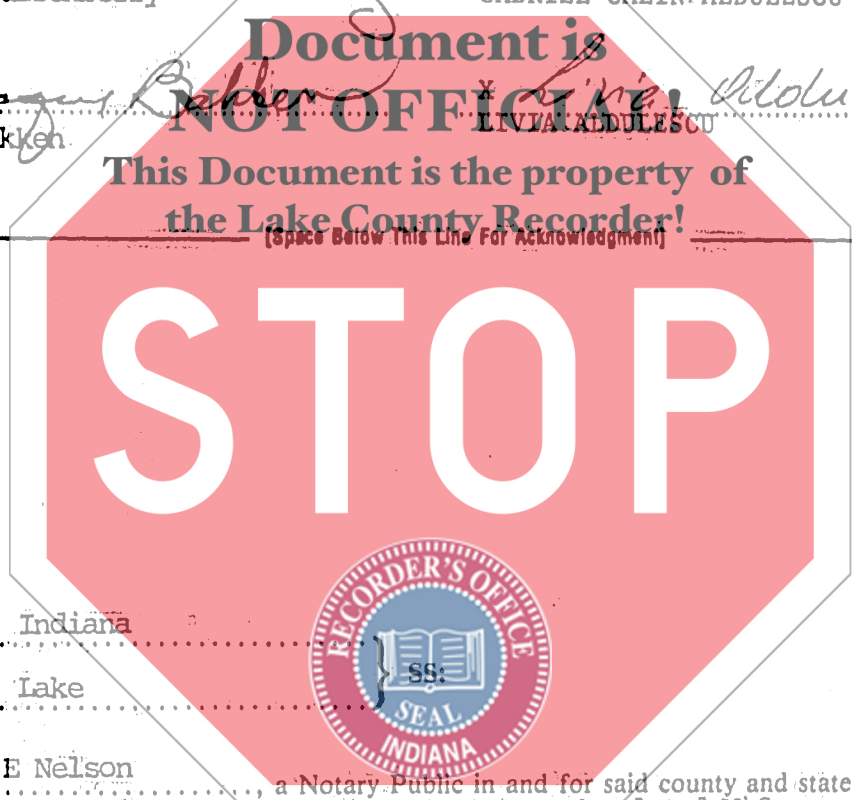 Document is
NOT OFFICIAL!
LIVIA ALDULESCU
kken
This Document is the property of
the Lake County Recorder!
[Space Below This Line For Acknowledgment]
STOP
RECORDER'S OFFICE
Indiana
SS:
Lake
SEAL
INDIANA
E Nelson
, a Notary Public in and for said county and state